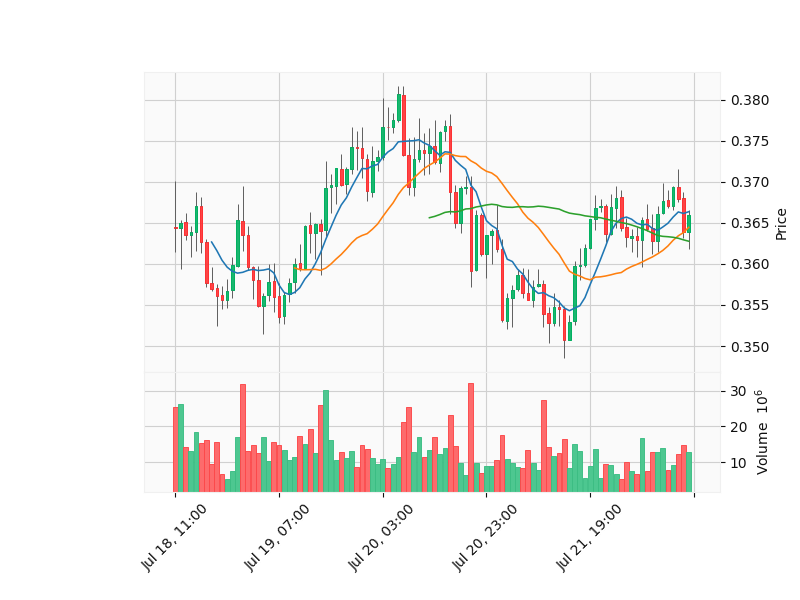 0.380
0.375
0.370
0.365
0.360
0.355
0.350
Price
30
20
10
Volume 10^6
Jul 18, 11:00
Jul 19, 07:00
Jul 20, 03:00
Jul 20, 23:00
Jul 21, 19:00